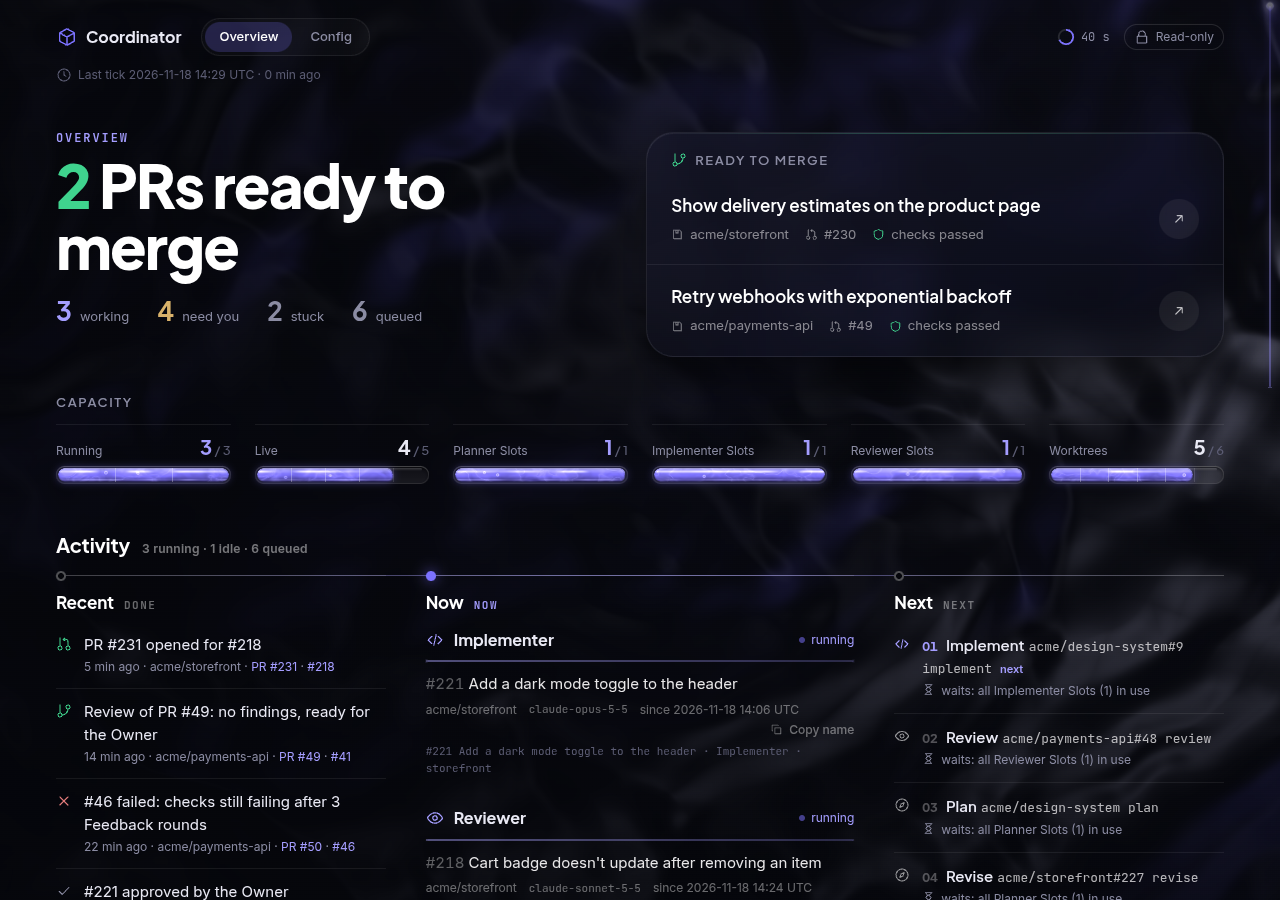 Coordinator
Overview
Config
40 s
Read-only
Last tick 2026-11-18 14:29 UTC · 0 min ago
OVERVIEW
2 PRs ready to
merge
3 working 4 need you 2 stuck 6 queued
READY TO MERGE
Show delivery estimates on the product page
acme/storefront #230 checks passed
Retry webhooks with exponential backoff
acme/payments-api #49 checks passed
CAPACITY
Running 3/3
Live 4/5
Planner Slots 1/1
Implementer Slots 1/1
Reviewer Slots 1/1
Worktrees 5/6
Activity 3 running · 1 idle · 6 queued
Recent DONE
PR #231 opened for #218
5 min ago · acme/storefront · PR #231 · #218
Review of PR #49: no findings, ready for
the Owner
14 min ago · acme/payments-api · PR #49 · #41
#46 failed: checks still failing after 3
Feedback rounds
22 min ago · acme/payments-api · PR #50 · #46
#221 approved by the Owner
Now NOW
Implementer running
#221 Add a dark mode toggle to the header
acme/storefront claude-opus-5-5 since 2026-11-18 14:06 UTC
Copy name
#221 Add a dark mode toggle to the header · Implementer ·
storefront
Reviewer running
#218 Cart badge doesn't update after removing an item
acme/storefront claude-sonnet-5-5 since 2026-11-18 14:24 UTC
Next NEXT
01 Implement acme/design-system#9
implement next
waits: all Implementer Slots (1) in use
02 Review acme/payments-api#48 review
waits: all Reviewer Slots (1) in use
03 Plan acme/design-system plan
waits: all Planner Slots (1) in use
04 Revise acme/storefront#227 revise
waits: all Planner Slots (1) in use